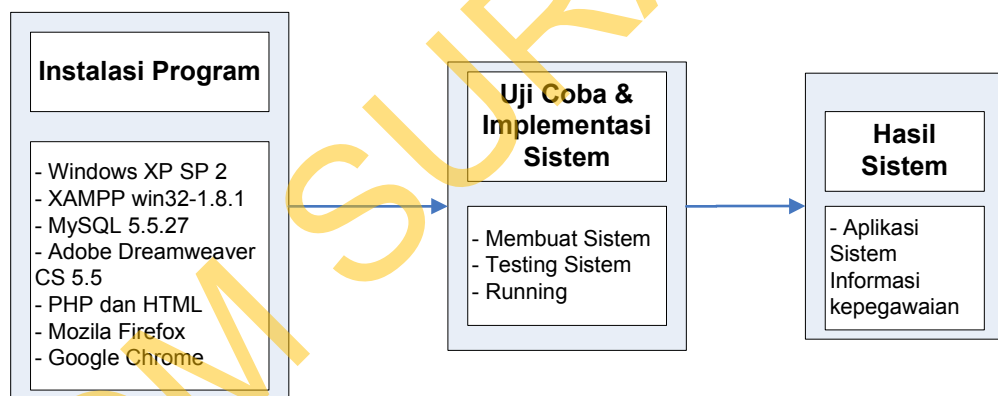 Instalasi Program
- Windows XP SP 2
- XAMPP win32-1.8.1
- MySQL 5.5.27
- Adobe Dreamweaver
CS 5.5
- PHP dan HTML
- Mozila Firefox
- Google Chrome
Uji Coba &
Implementasi
Sistem
- Membuat Sistem
- Testing Sistem
- Running
Hasil
Sistem
- Aplikasi
Sistem
Informasi
kepegawaian